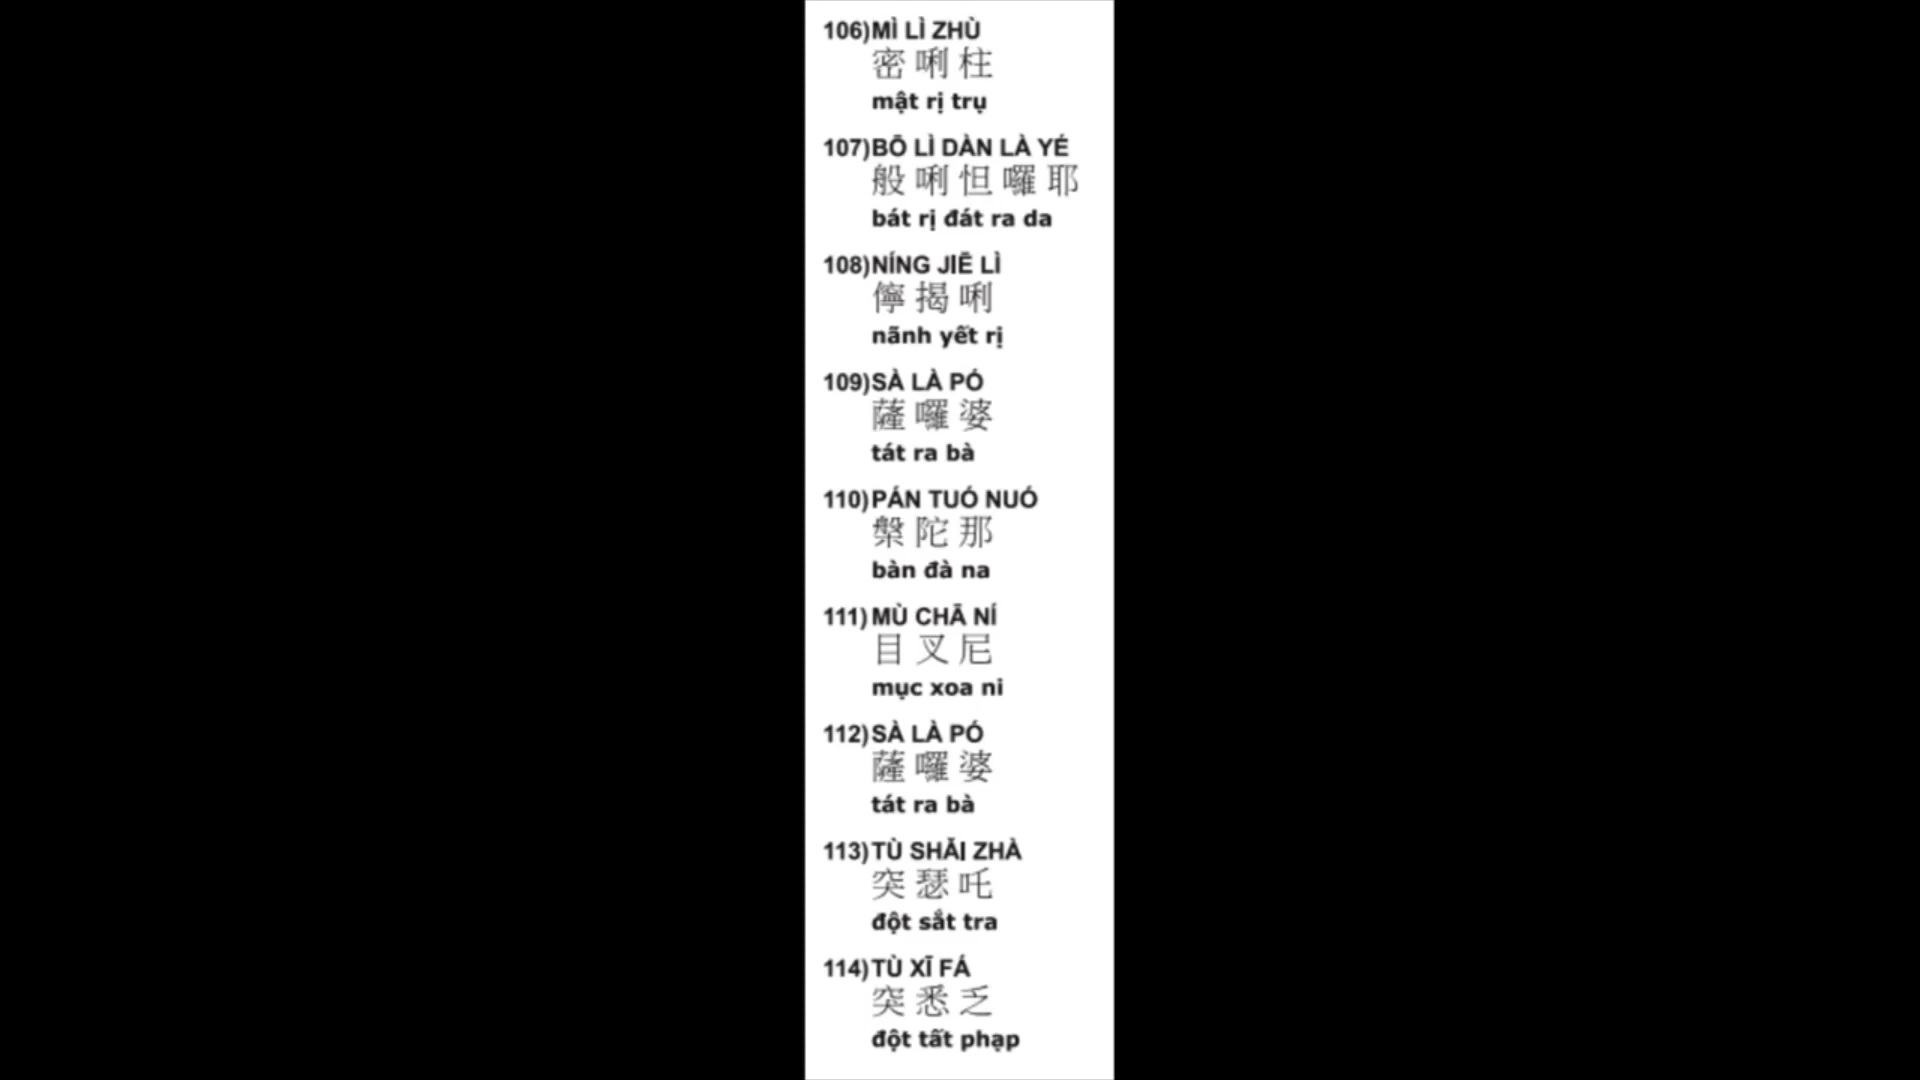 106)MÌ LÌ ZHÙ
密 唎 柱
mật rị trụ
107)BŌ LÌ DÀN LÀ YÉ
般 唎 怛 囉 耶
bát rị đát ra da
108)NÍNG JIĒ LÌ
儜 揭 唎
nãnh yết rị
109)SÀ LÀ PÓ
薩 囉 婆
tát ra bà
110)PÁN TUÓ NUÓ
槃 陀 那
bàn đà na
111)MÙ CHĀ NÍ
目 叉 尼
mục xoa ni
112)SÀ LÀ PÓ
薩 囉 婆
tát ra bà
113)TÙ SHǍI ZHÀ
突 瑟 吒
đột sắt tra
114)TÙ XĪ FÁ
突 悉 乏
đột tất phạp